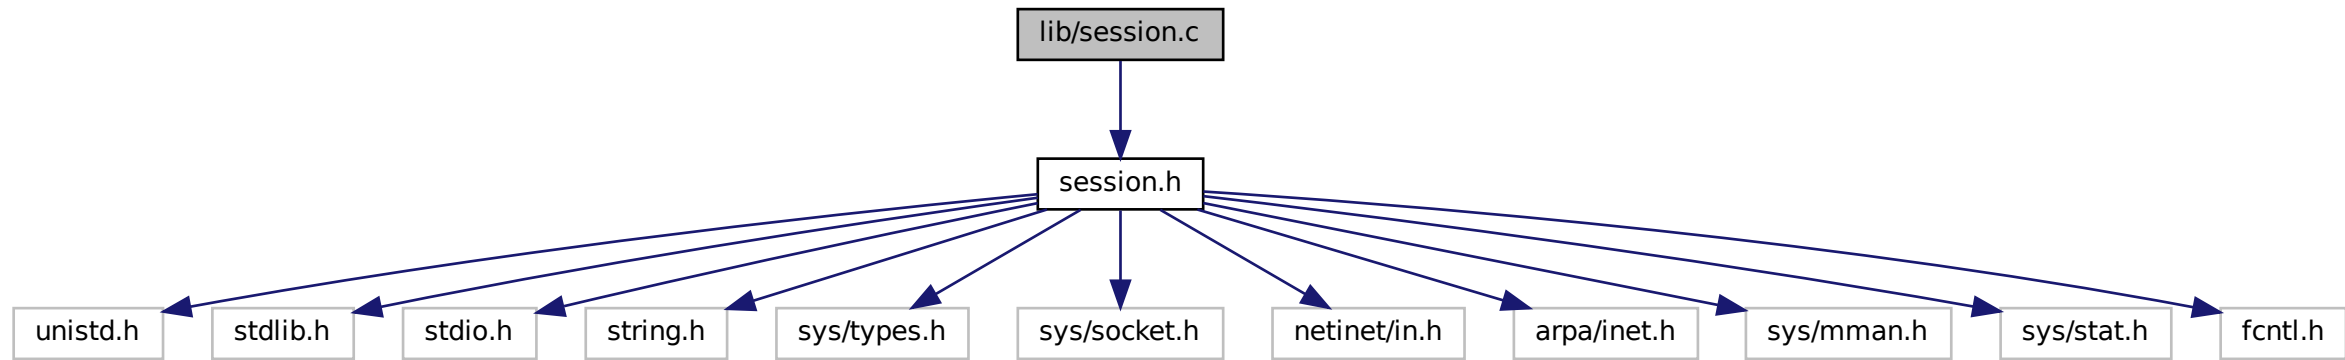 lib/session.c
session.h
unistd.h
stdlib.h
stdio.h
string.h
sys/types.h
sys/socket.h
netinet/in.h
arpa/inet.h
sys/mman.h
sys/stat.h
fcntl.h